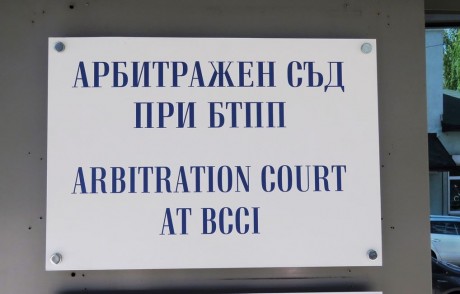 АРБИТРАЖЕН СЪД
ПРИ БТПП
ARBITRATION COURT
AT BCCI